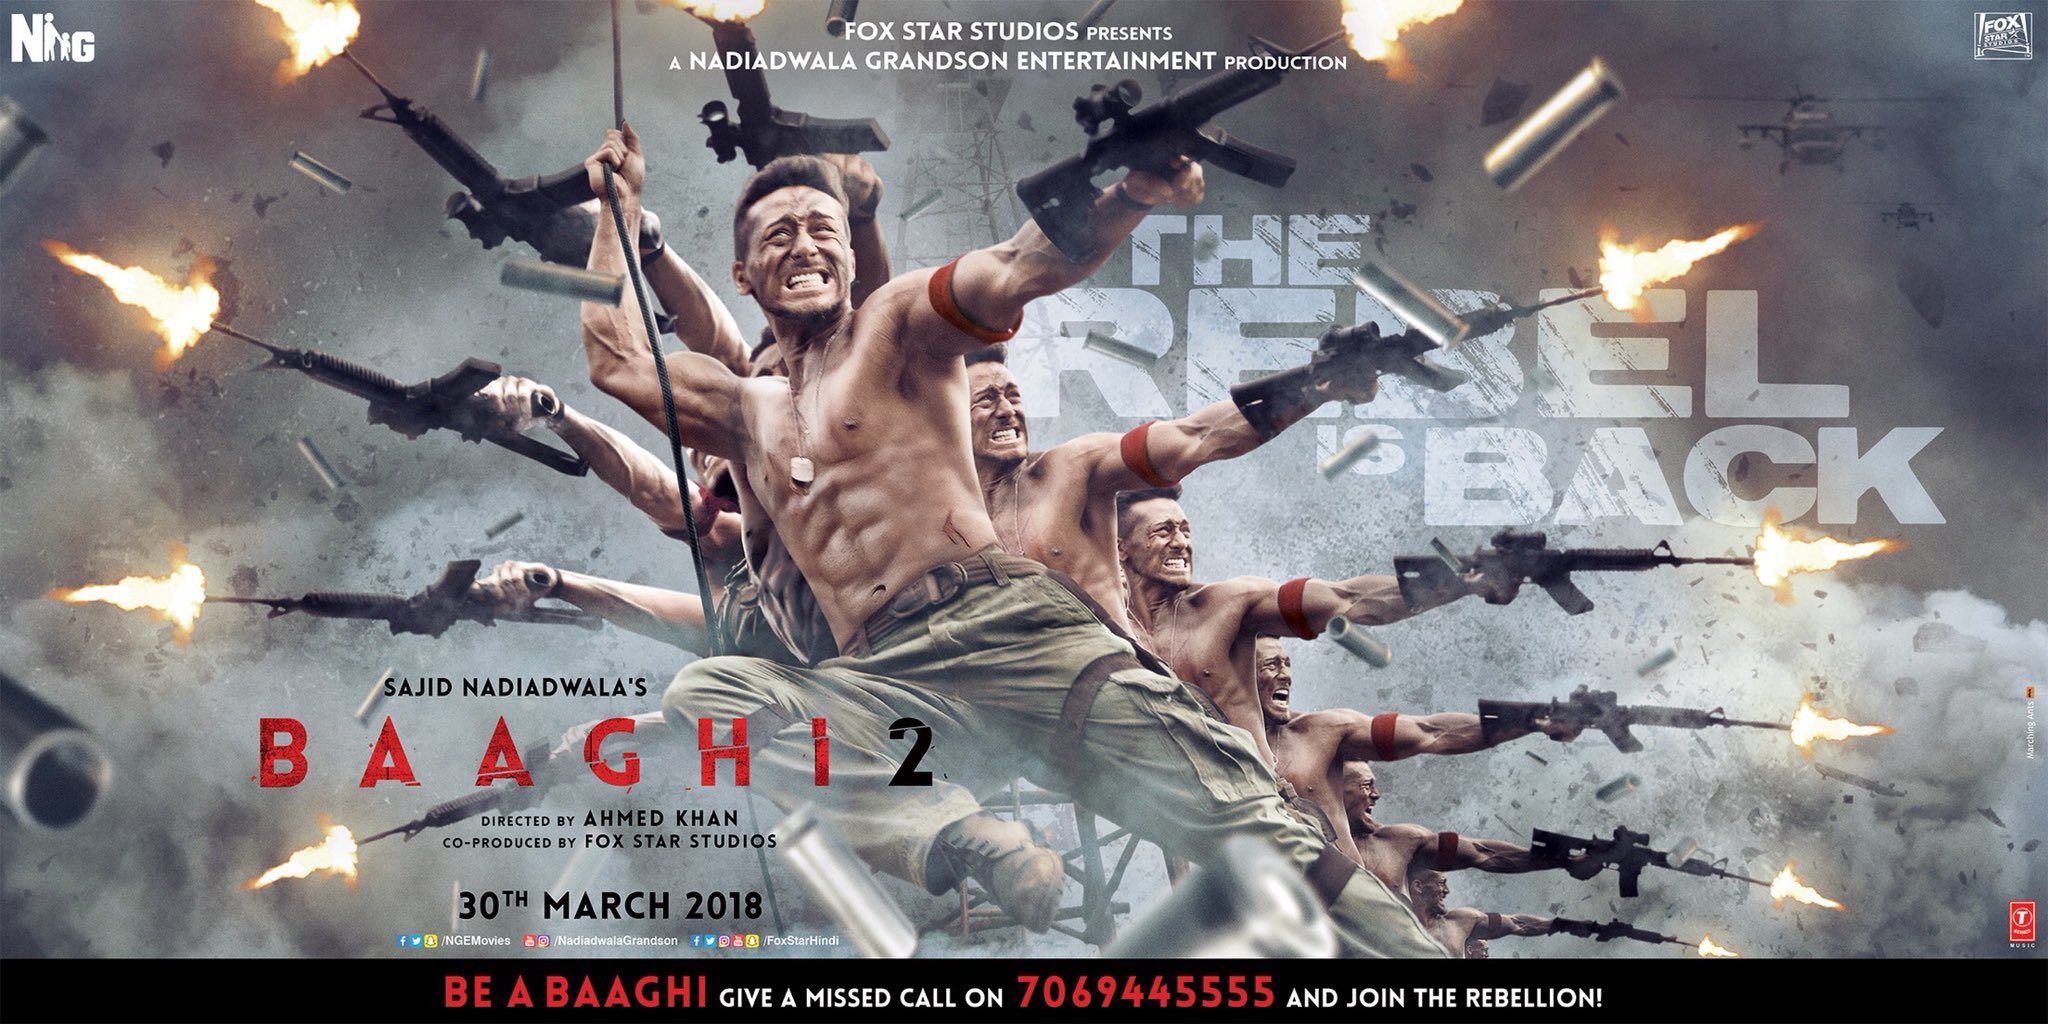 NG
FOX STAR STUDIOS PRESENTS
A NADIADWALA GRANDSON ENTERTAINMENT PRODUCTION
FOX
STAR
STUDIOS
THE
REBEL
IS BACK
SAJID NADIADWALA'S
BAAGHI 2
DIRECTED BY AHMED KHAN
CO-PRODUCED BY FOX STAR STUDIOS
30TH MARCH 2018
/NGEMovies /NadiadwalaGrandson /FoxStarHindi
Marching Ants
T
SERIES
MUSIC
BE A BAAGHI GIVE A MISSED CALL ON 7069445555 AND JOIN THE REBELLION!